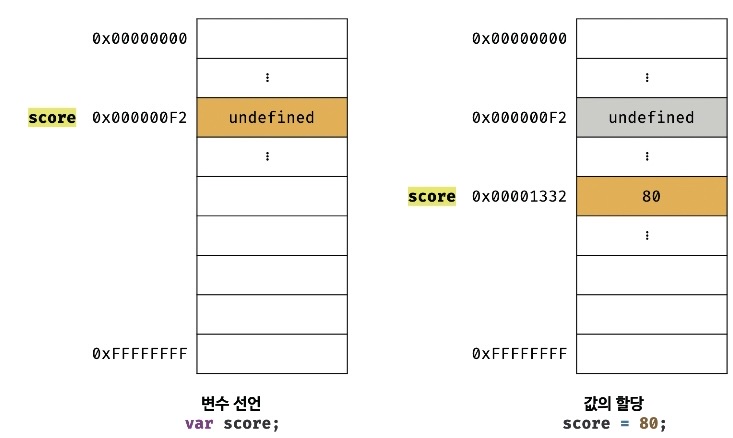 0x00000000
⋮
score 0x000000F2 undefined
⋮
0xFFFFFFFF
변수 선언
var score;
0x00000000
⋮
0x000000F2 undefined
⋮
score 0x00001332 80
⋮
0xFFFFFFFF
값의 할당
score = 80;